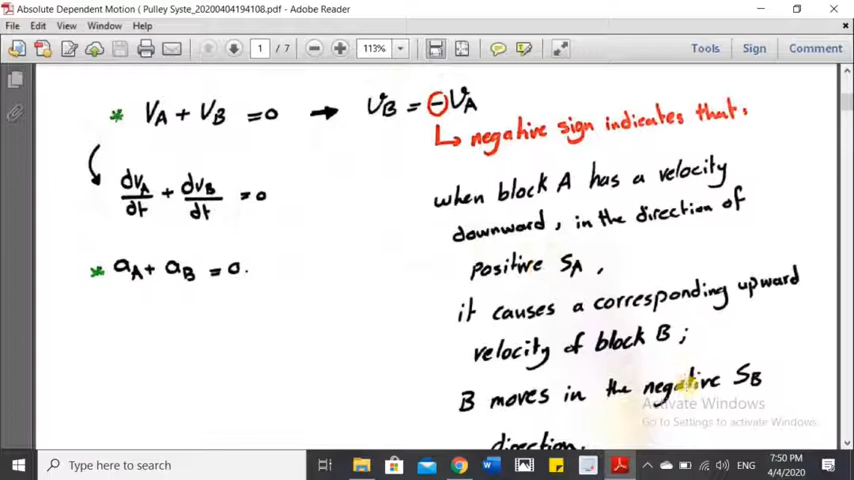 Absolute Dependent Motion ( Pulley Syste_20200404194108.pdf - Adobe Reader
File Edit View Window Help
1 / 7 113% Tools Sign Comment
* VA + VB = 0 → VB = -VA
↳ negative sign indicates that.
when block A has a velocity
downward, in the direction of
positive SA,
it causes a corresponding upward
velocity of block B ;
B moves in the negative SB
direction.
dvA/dt + dvB/dt = 0
* aA + aB = 0.
Activate Windows
Go to Settings to activate Windows.
Type here to search
ENG
7:50 PM
4/4/2020